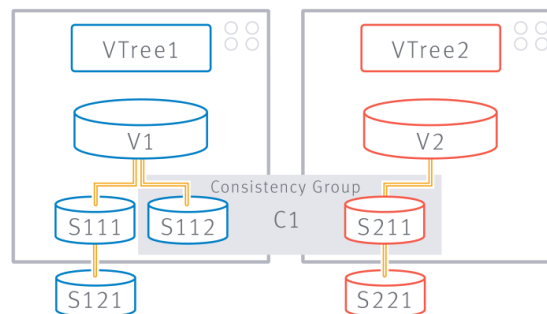 VTree1
VTree2
V1
V2
Consistency Group
S111
S112
C1
S211
S121
S221